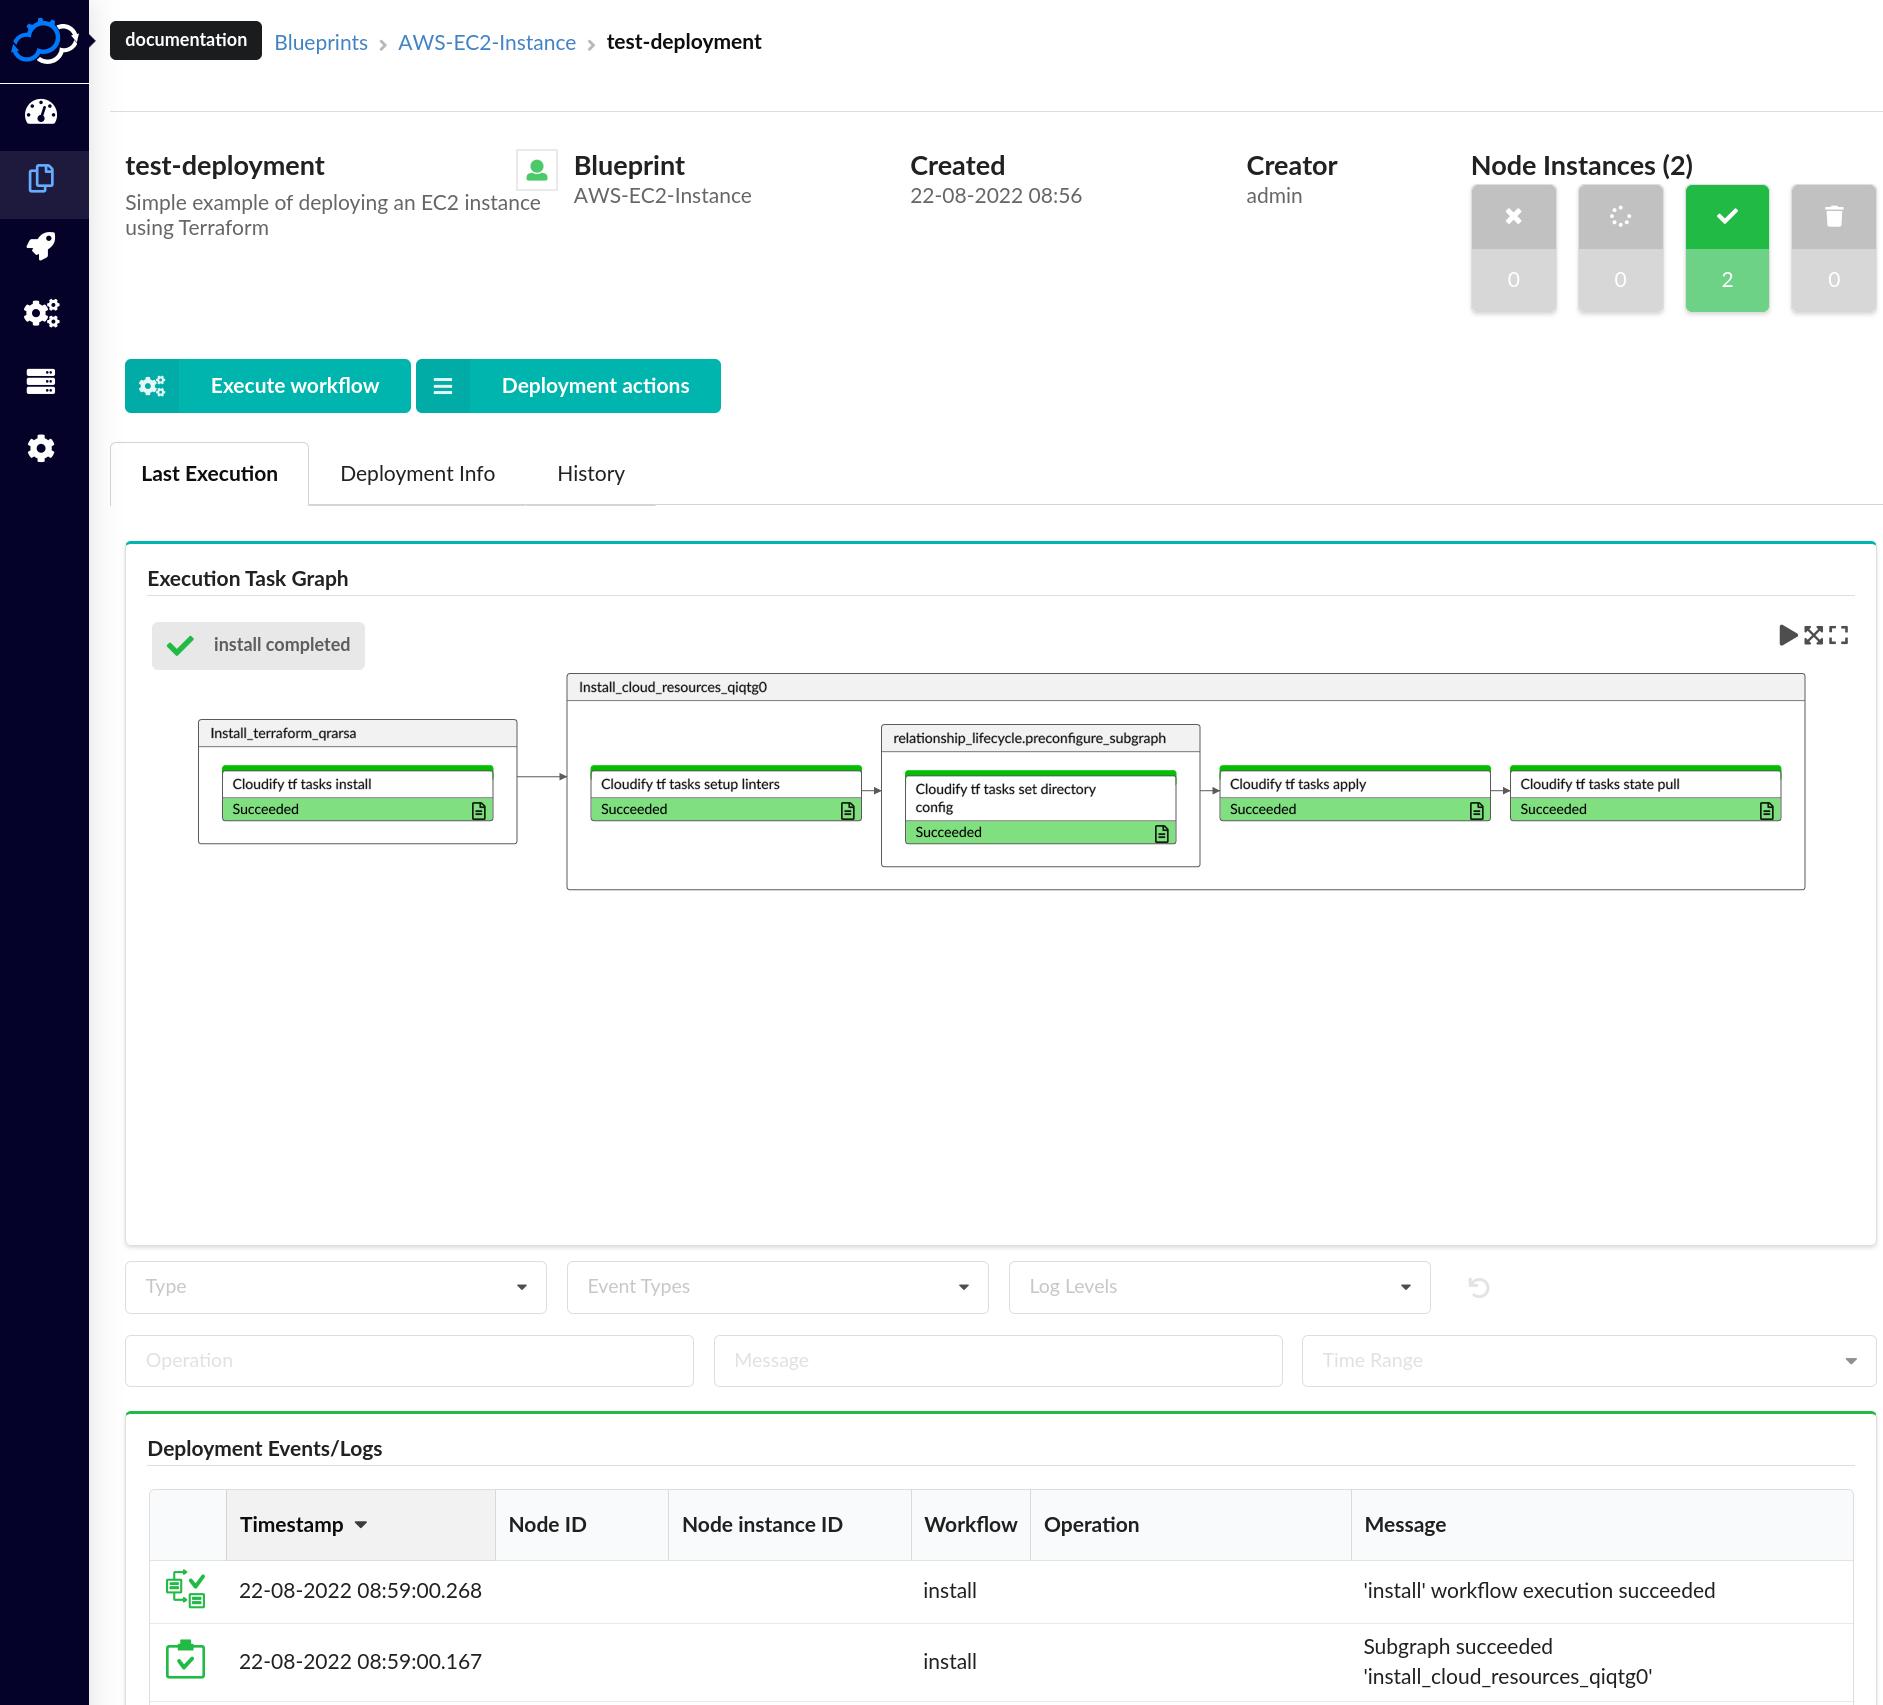 documentation Blueprints › AWS-EC2-Instance › test-deployment
test-deployment
Simple example of deploying an EC2 instance
using Terraform
Blueprint
AWS-EC2-Instance
Created
22-08-2022 08:56
Creator
admin
Node Instances (2)
0 0 2 0
Execute workflow Deployment actions
Last Execution Deployment Info History
Execution Task Graph
install completed
Install_terraform_qrarsa
Cloudify tf tasks install
Succeeded
Install_cloud_resources_qiqtg0
Cloudify tf tasks setup linters
Succeeded
relationship_lifecycle.preconfigure_subgraph
Cloudify tf tasks set directory
config
Succeeded
Cloudify tf tasks apply
Succeeded
Cloudify tf tasks state pull
Succeeded
Type Event Types Log Levels
Operation Message Time Range
Deployment Events/Logs
Timestamp Node ID Node instance ID Workflow Operation Message
22-08-2022 08:59:00.268 install 'install' workflow execution succeeded
22-08-2022 08:59:00.167 install Subgraph succeeded
'install_cloud_resources_qiqtg0'